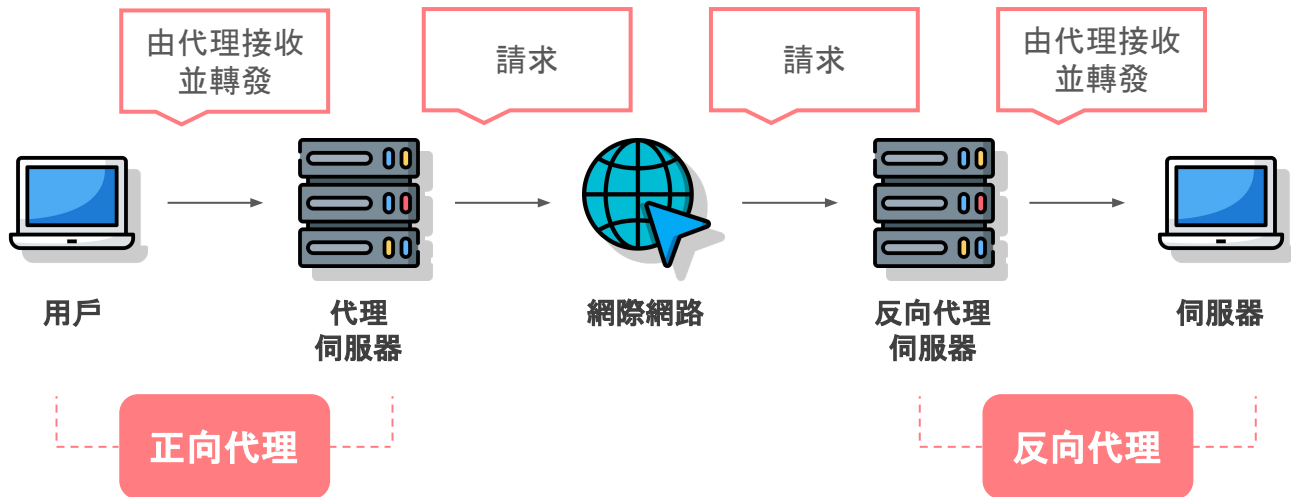 由代理接收
並轉發
請求
請求
由代理接收
並轉發
用戶
代理
伺服器
網際網路
反向代理
伺服器
伺服器
正向代理
反向代理